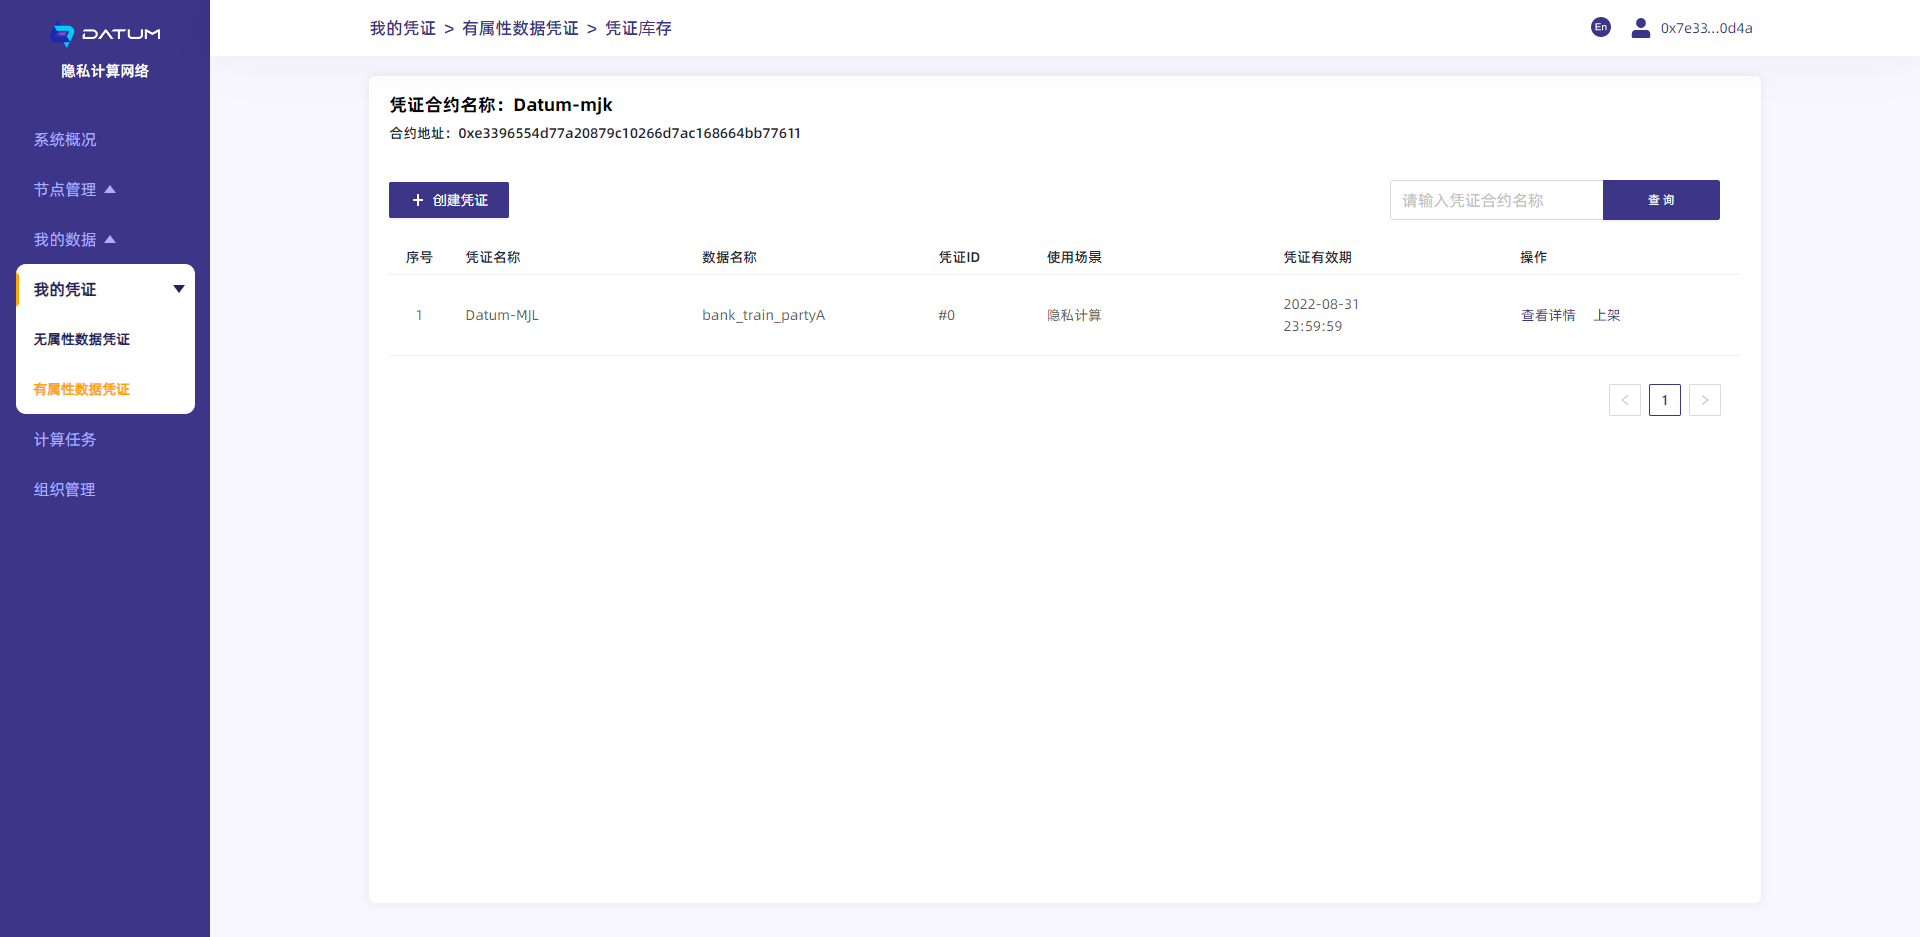 DATUM
隐私计算网络
系统概况
节点管理
我的数据
我的凭证
无属性数据凭证
有属性数据凭证
计算任务
组织管理
我的凭证 > 有属性数据凭证 > 凭证库存
En
0x7e33...0d4a
凭证合约名称：Datum-mjk
合约地址：0xe3396554d77a20879c10266d7ac168664bb77611
+ 创建凭证
请输入凭证合约名称
查询
序号 凭证名称 数据名称 凭证ID 使用场景 凭证有效期 操作
1 Datum-MJL bank_train_partyA #0 隐私计算 2022-08-31 23:59:59 查看详情 上架
< 1 >